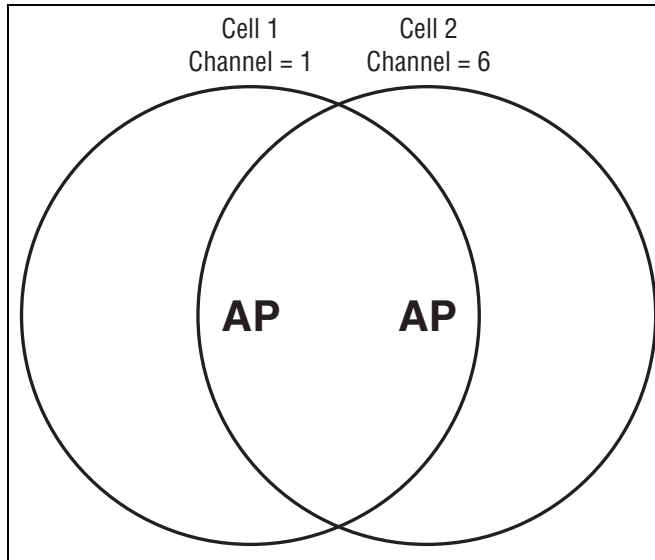 Cell 1
Channel = 1
Cell 2
Channel = 6
AP
AP